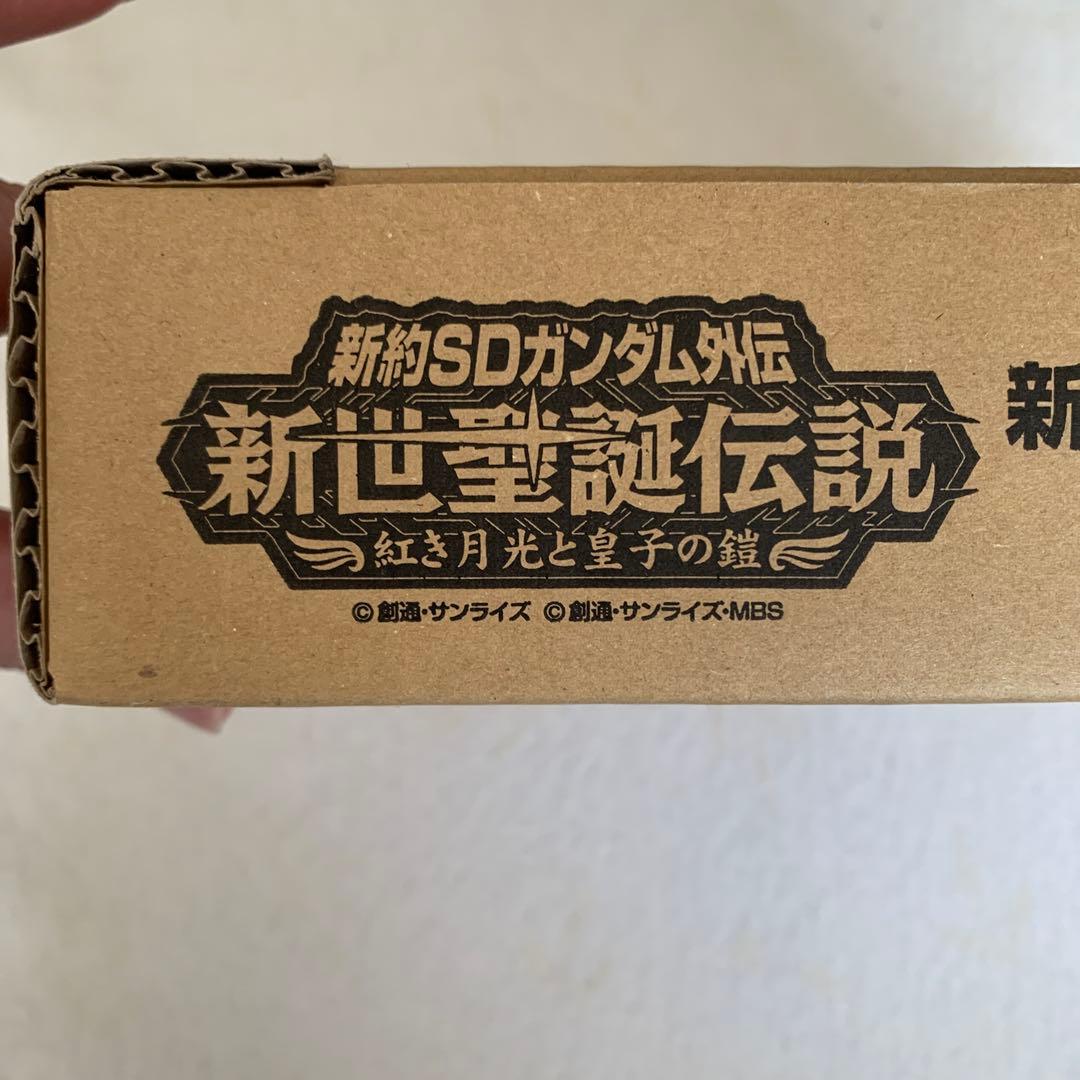 新約SDガンダム外伝
新世聖誕伝説
紅き月光と皇子の鎧
© 創通・サンライズ © 創通・サンライズ・MBS
新